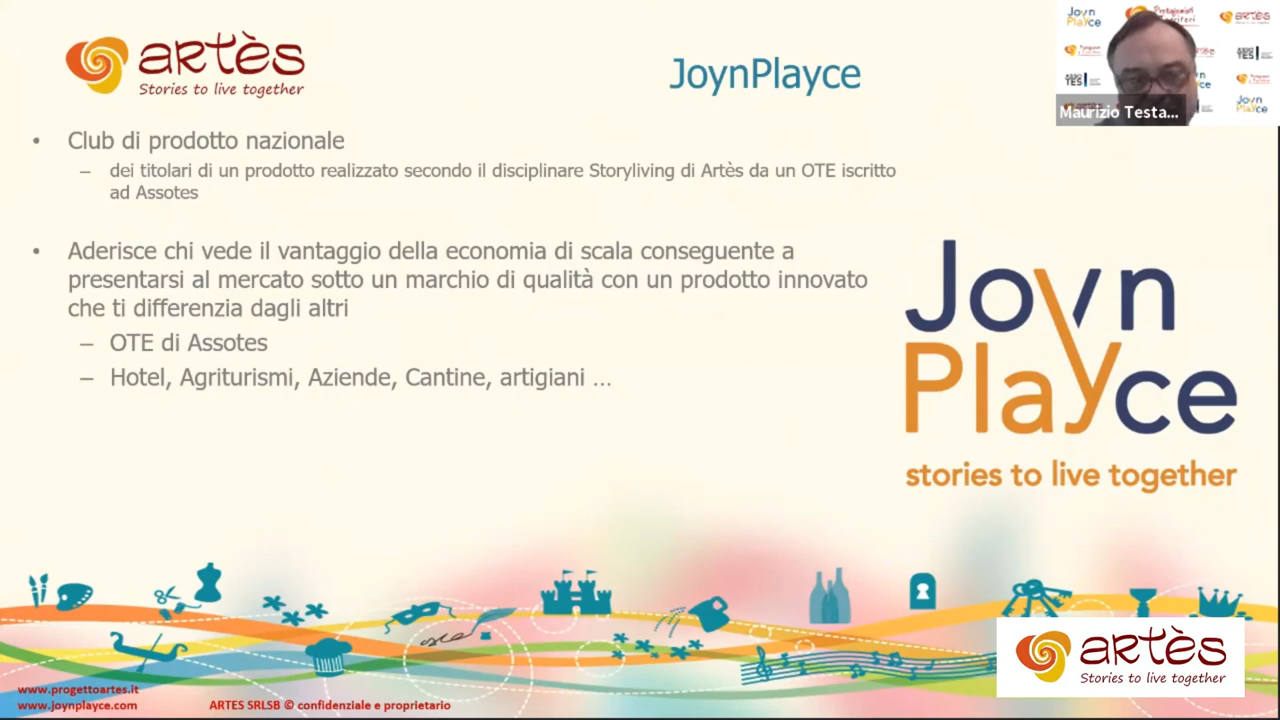 artès
Stories to live together
JoynPlayce
Maurizio Testa...
• Club di prodotto nazionale
– dei titolari di un prodotto realizzato secondo il disciplinare Storyliving di Artès da un OTE iscritto
ad Assotes
• Aderisce chi vede il vantaggio della economia di scala conseguente a
presentarsi al mercato sotto un marchio di qualità con un prodotto innovato
che ti differenzia dagli altri
– OTE di Assotes
– Hotel, Agriturismi, Aziende, Cantine, artigiani ...
Joyn
Playce
stories to live together
artès
Stories to live together
www.progettoartes.it
www.joynplayce.com
ARTES SRLSB © confidenziale e proprietario